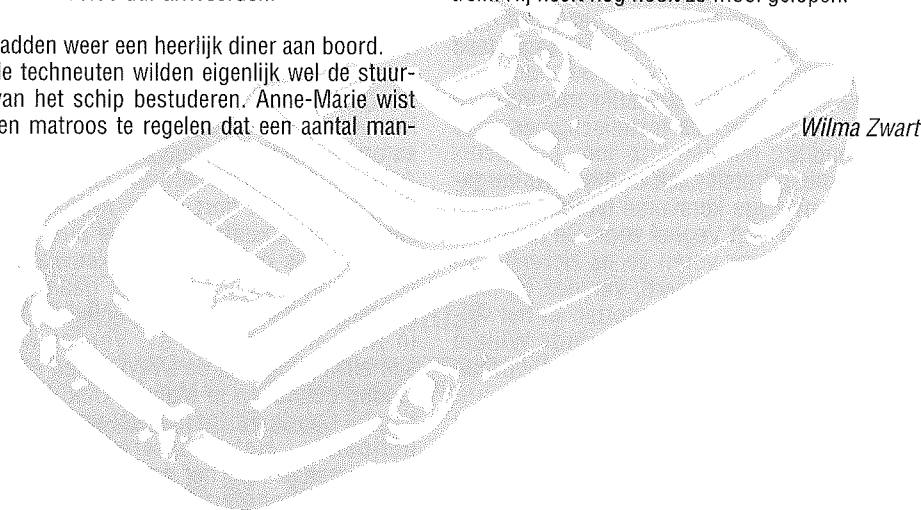 adden weer een heerlijk diner aan boord.
le techneuten wilden eigenlijk wel de stuur-
van het schip bestuderen. Anne-Marie wist
en matroos te regelen dat een aantal man-
Wilma Zwart